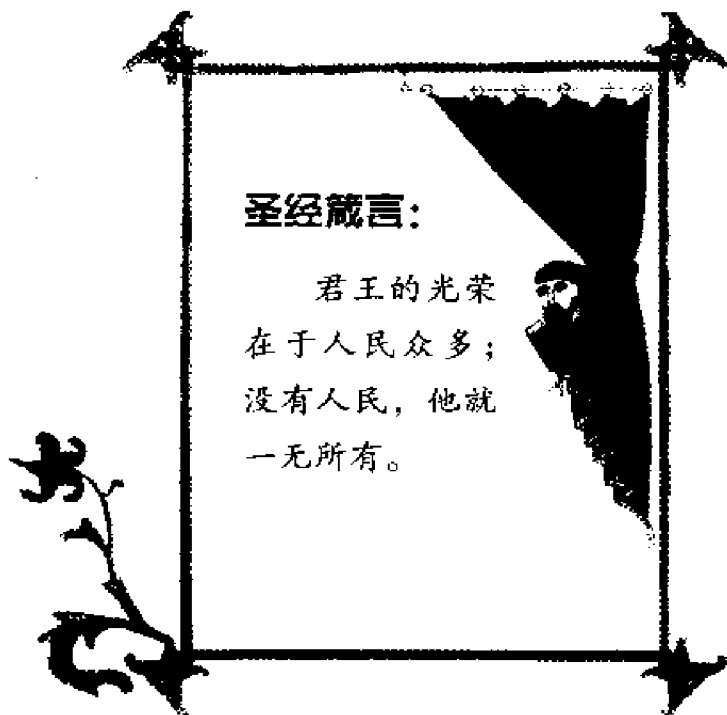 圣经箴言：
君王的光荣
在于人民众多；
没有人民，他就
一无所有。